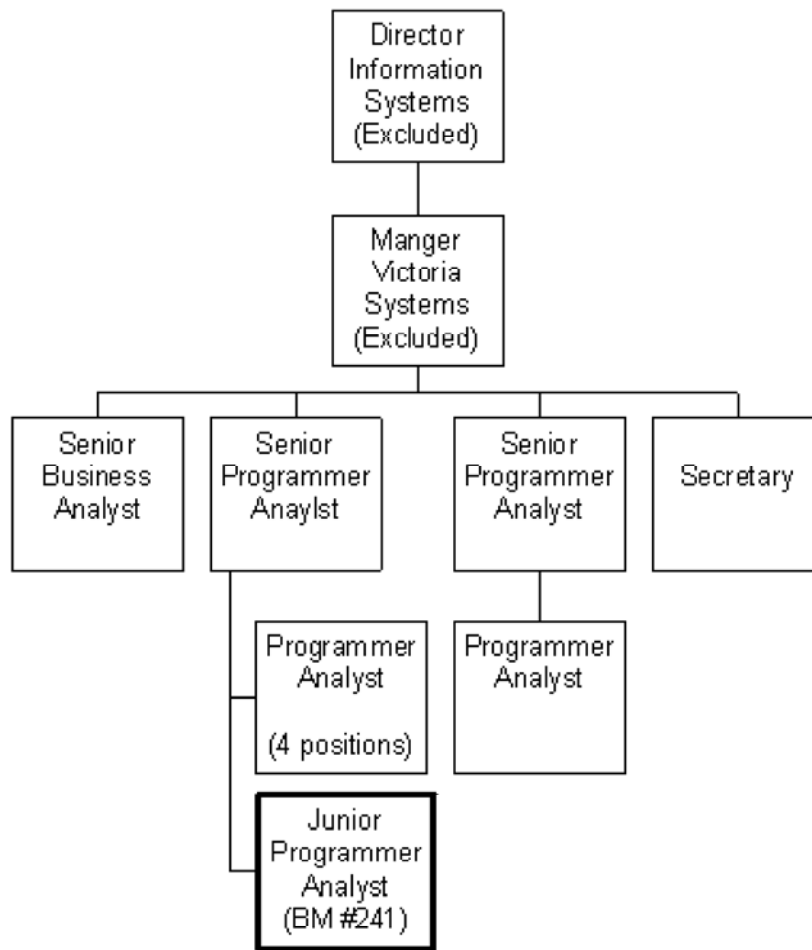 Director
Information
Systems
(Excluded)
Manger
Victoria
Systems
(Excluded)
Senior
Business
Analyst
Senior
Programmer
Anaylst
Senior
Programmer
Analyst
Secretary
Programmer
Analyst
(4 positions)
Programmer
Analyst
Junior
Programmer
Analyst
(BM #241)